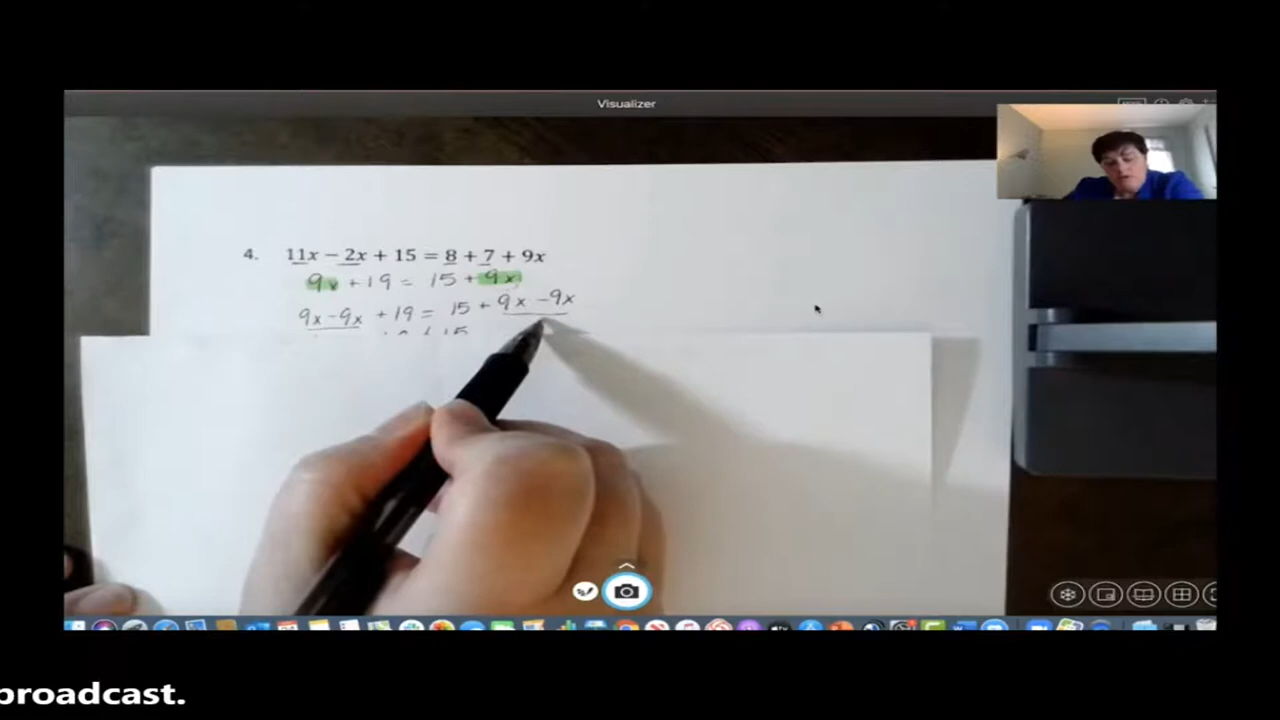 Visualizer
4. 11x − 2x + 15 = 8 + 7 + 9x
9x + 19 = 15 + 9x
9x - 9x + 19 = 15 + 9x - 9x
broadcast.